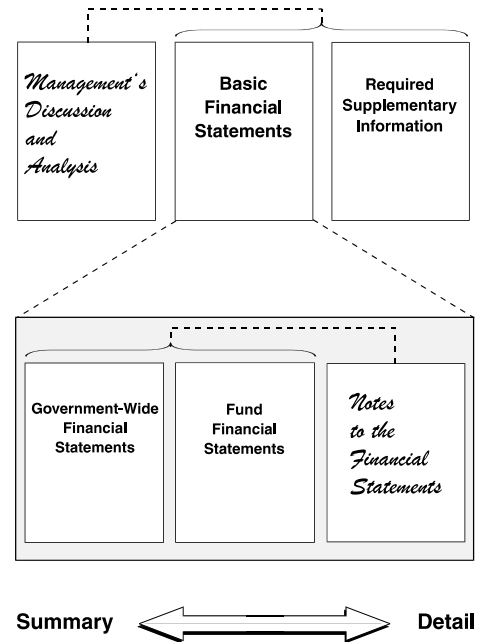 Management's
Discussion
and
Analysis
Basic
Financial
Statements
Required
Supplementary
Information
Government-Wide
Financial
Statements
Fund
Financial
Statements
Notes
to the
Financial
Statements
Summary
Detail